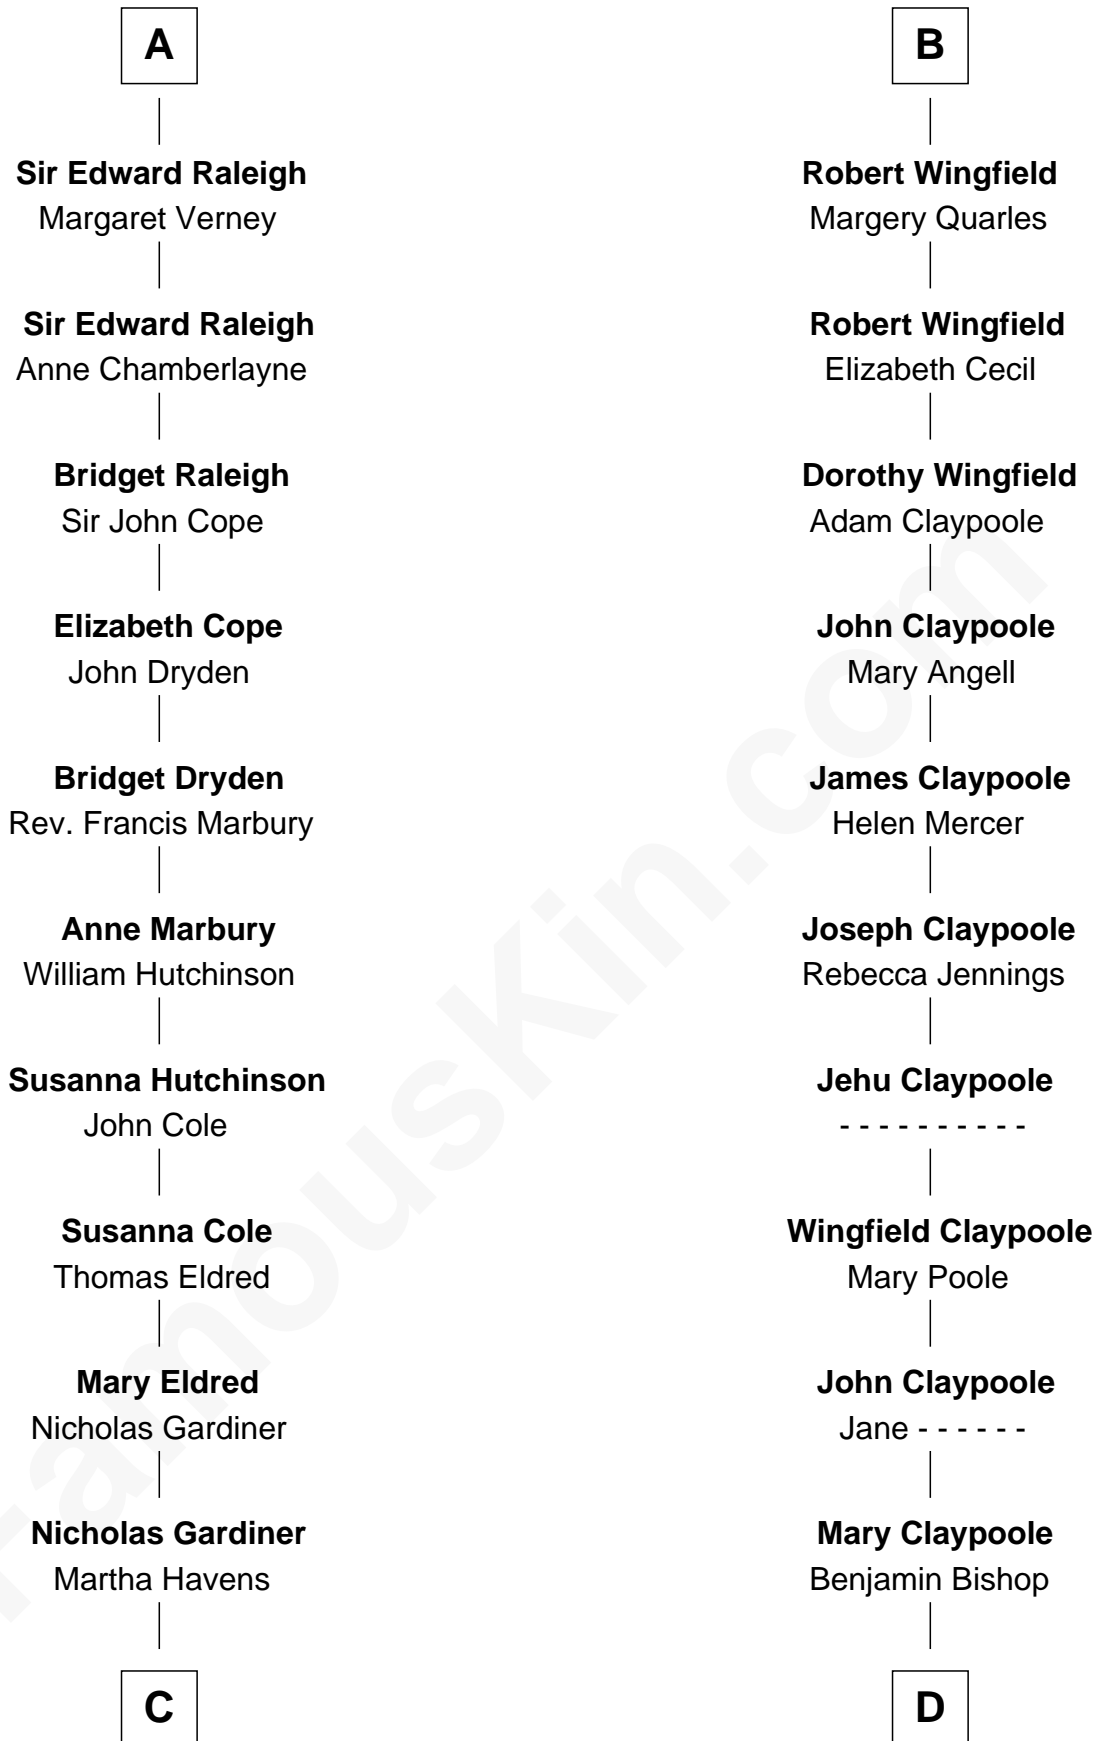 A
Sir Edward Raleigh
Margaret Verney
Sir Edward Raleigh
Anne Chamberlayne
Bridget Raleigh
Sir John Cope
Elizabeth Cope
John Dryden
Bridget Dryden
Rev. Francis Marbury
Anne Marbury
William Hutchinson
Susanna Hutchinson
John Cole
Susanna Cole
Thomas Eldred
Mary Eldred
Nicholas Gardiner
Nicholas Gardiner
Martha Havens
C
B
Robert Wingfield
Margery Quarles
Robert Wingfield
Elizabeth Cecil
Dorothy Wingfield
Adam Claypoole
John Claypoole
Mary Angell
James Claypoole
Helen Mercer
Joseph Claypoole
Rebecca Jennings
Jehu Claypoole
- - - - - - - - - -
Wingfield Claypoole
Mary Poole
John Claypoole
Jane - - - - - -
Mary Claypoole
Benjamin Bishop
D
FamousKin.com